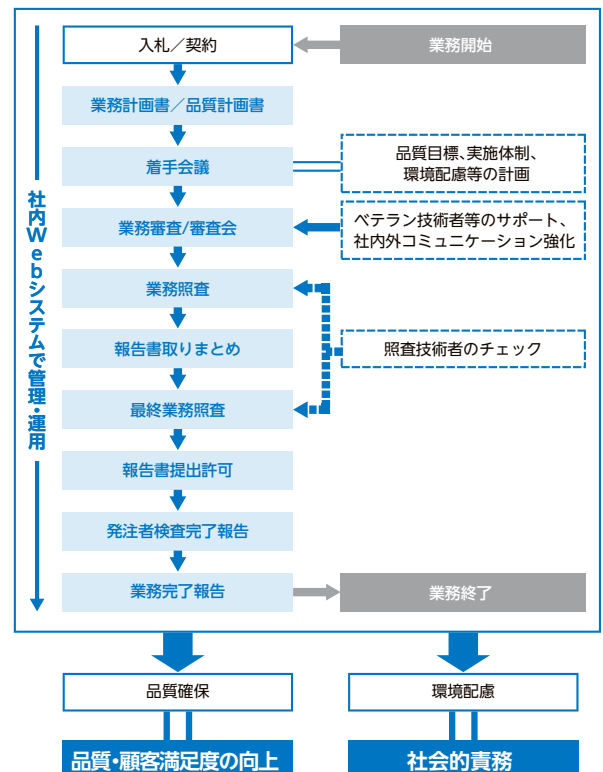 入札／契約
業務開始
業務計画書／品質計画書
着手会議
品質目標、実施体制、
環境配慮等の計画
業務審査/審査会
ベテラン技術者等のサポート、
社内外コミュニケーション強化
業務照査
報告書取りまとめ
照査技術者のチェック
最終業務照査
報告書提出許可
発注者検査完了報告
業務完了報告
業務終了
社内Webシステムで管理・運用
品質確保
環境配慮
品質・顧客満足度の向上
社会的責務